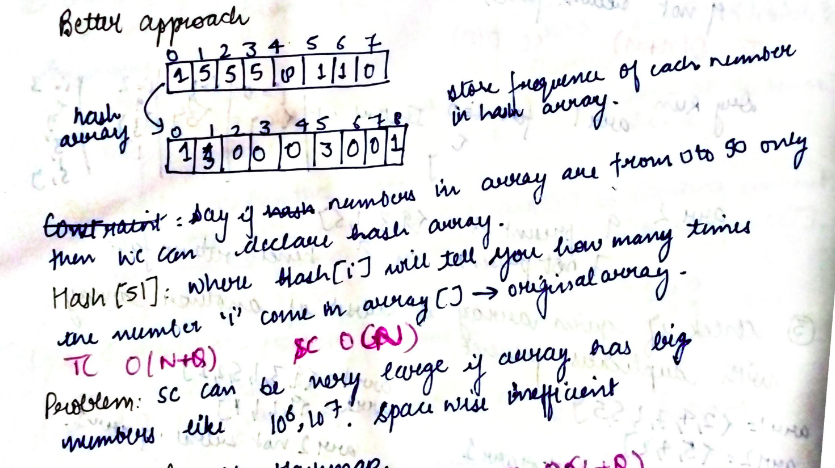 Better approach
0 1 2 3 4 5 6 7
1 5 5 5 0 1 1 0
hash array
store frequence of each number
in hash array.
0 1 2 3 4 5 6 7 8
1 3 0 0 0 3 0 0 1
Constraint : Say if hash numbers in array are from 0 to 50 only
then we can declare hash array.
Hash [51] : where Hash[i] will tell you how many times
the number "i" come in array [] → original array.
TC O(N+Q) SC O(N)
Problem: SC can be very large if array has big
numbers like 10⁶, 10⁷. Space wise inefficient
Hashmap.